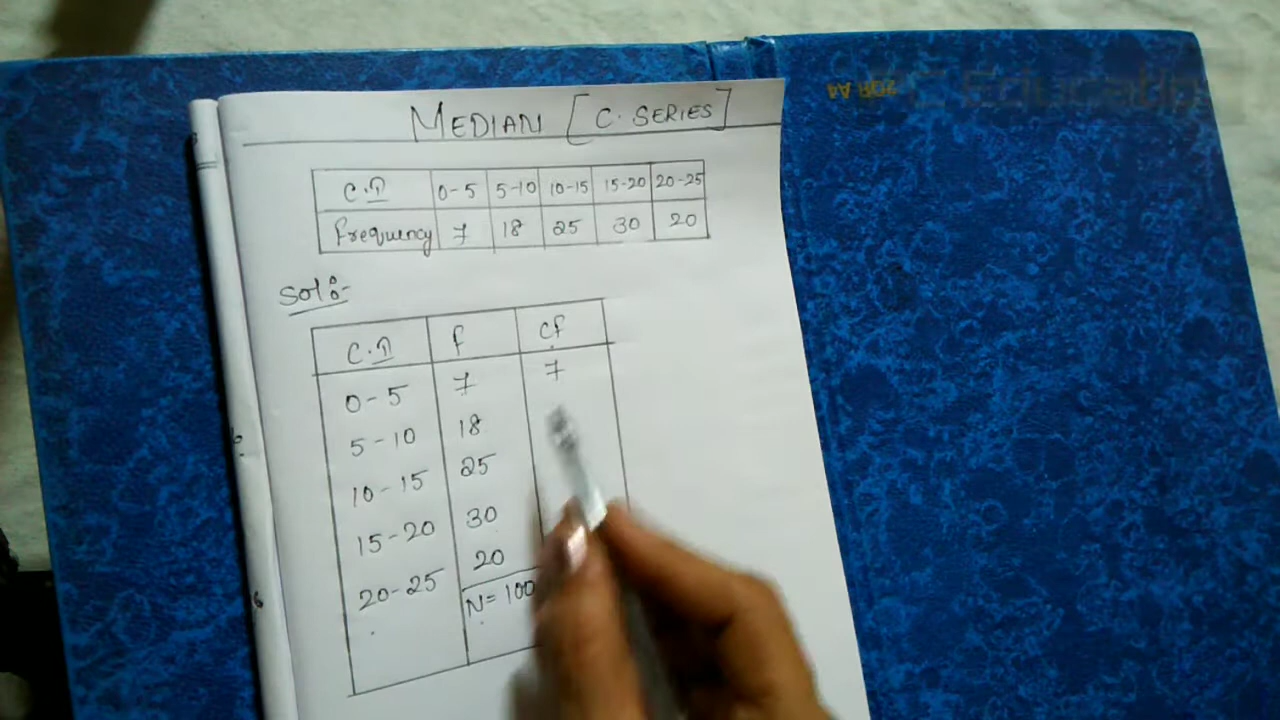 MEDIAN [C. SERIES]
C.I 0-5 5-10 10-15 15-20 20-25
Frequency 7 18 25 30 20
Sol:-
C.I f Cf
0-5 7 7
5-10 18
10-15 25
15-20 30
20-25 20
N=100